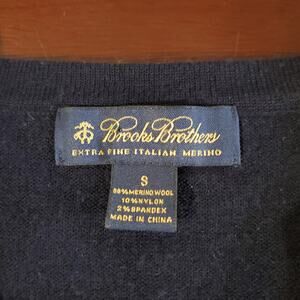 Brooks Brothers
EXTRA FINE ITALIAN MERINO
S
88% MERINO WOOL
10% NYLON
2% SPANDEX
MADE IN CHINA